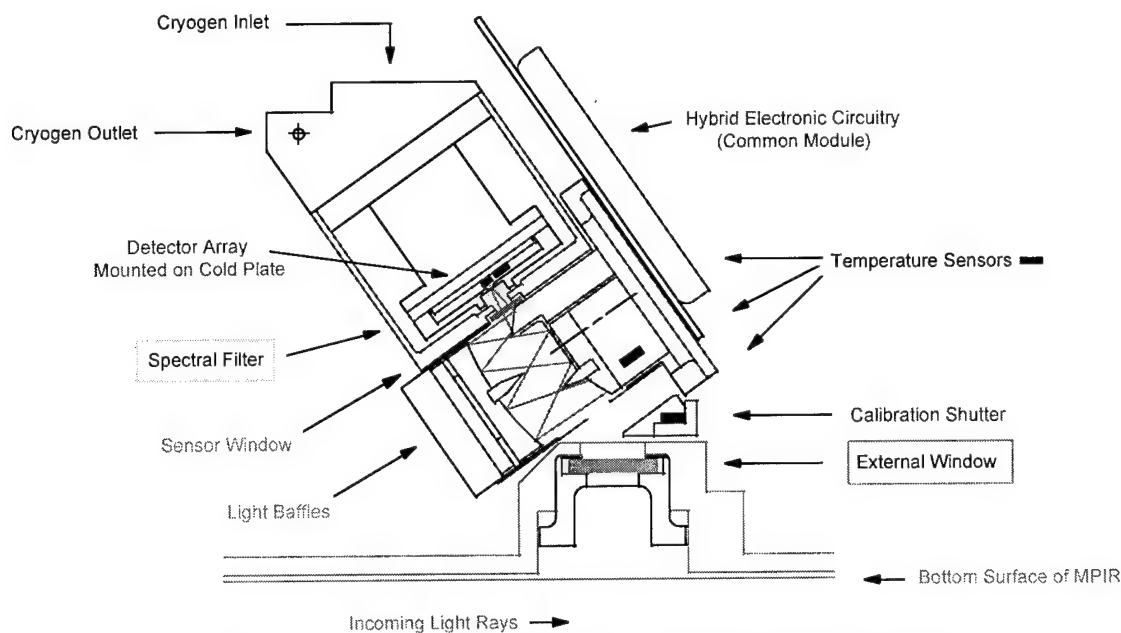 Cryogen Inlet
Cryogen Outlet
Hybrid Electronic Circuitry
(Common Module)
Detector Array
Mounted on Cold Plate
Temperature Sensors
Spectral Filter
Calibration Shutter
Sensor Window
External Window
Light Baffles
Bottom Surface of MPIR
Incoming Light Rays